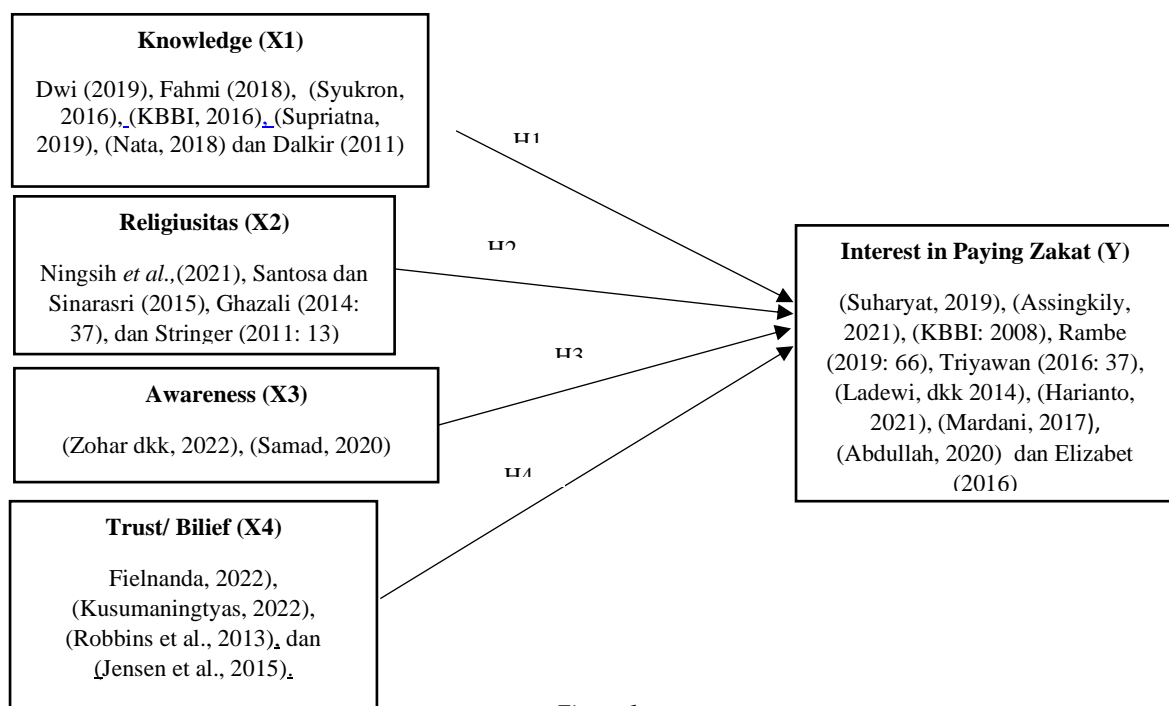 Knowledge (X1)
Dwi (2019), Fahmi (2018), (Syukron,
2016), (KBBI, 2016), (Supriatna,
2019), (Nata, 2018) dan Dalkir (2011)
Religiusitas (X2)
Ningsih et al.,(2021), Santosa dan
Sinarasri (2015), Ghazali (2014:
37), dan Stringer (2011: 13)
Awareness (X3)
(Zohar dkk, 2022), (Samad, 2020)
Trust/ Bilief (X4)
Fielnanda, 2022),
(Kusumaningtyas, 2022),
(Robbins et al., 2013), dan
(Jensen et al., 2015).
H1
H2
H3
H4
Interest in Paying Zakat (Y)
(Suharyat, 2019), (Assingkily,
2021), (KBBI: 2008), Rambe
(2019: 66), Triyawan (2016: 37),
(Ladewi, dkk 2014), (Harianto,
2021), (Mardani, 2017),
(Abdullah, 2020) dan Elizabet
(2016)